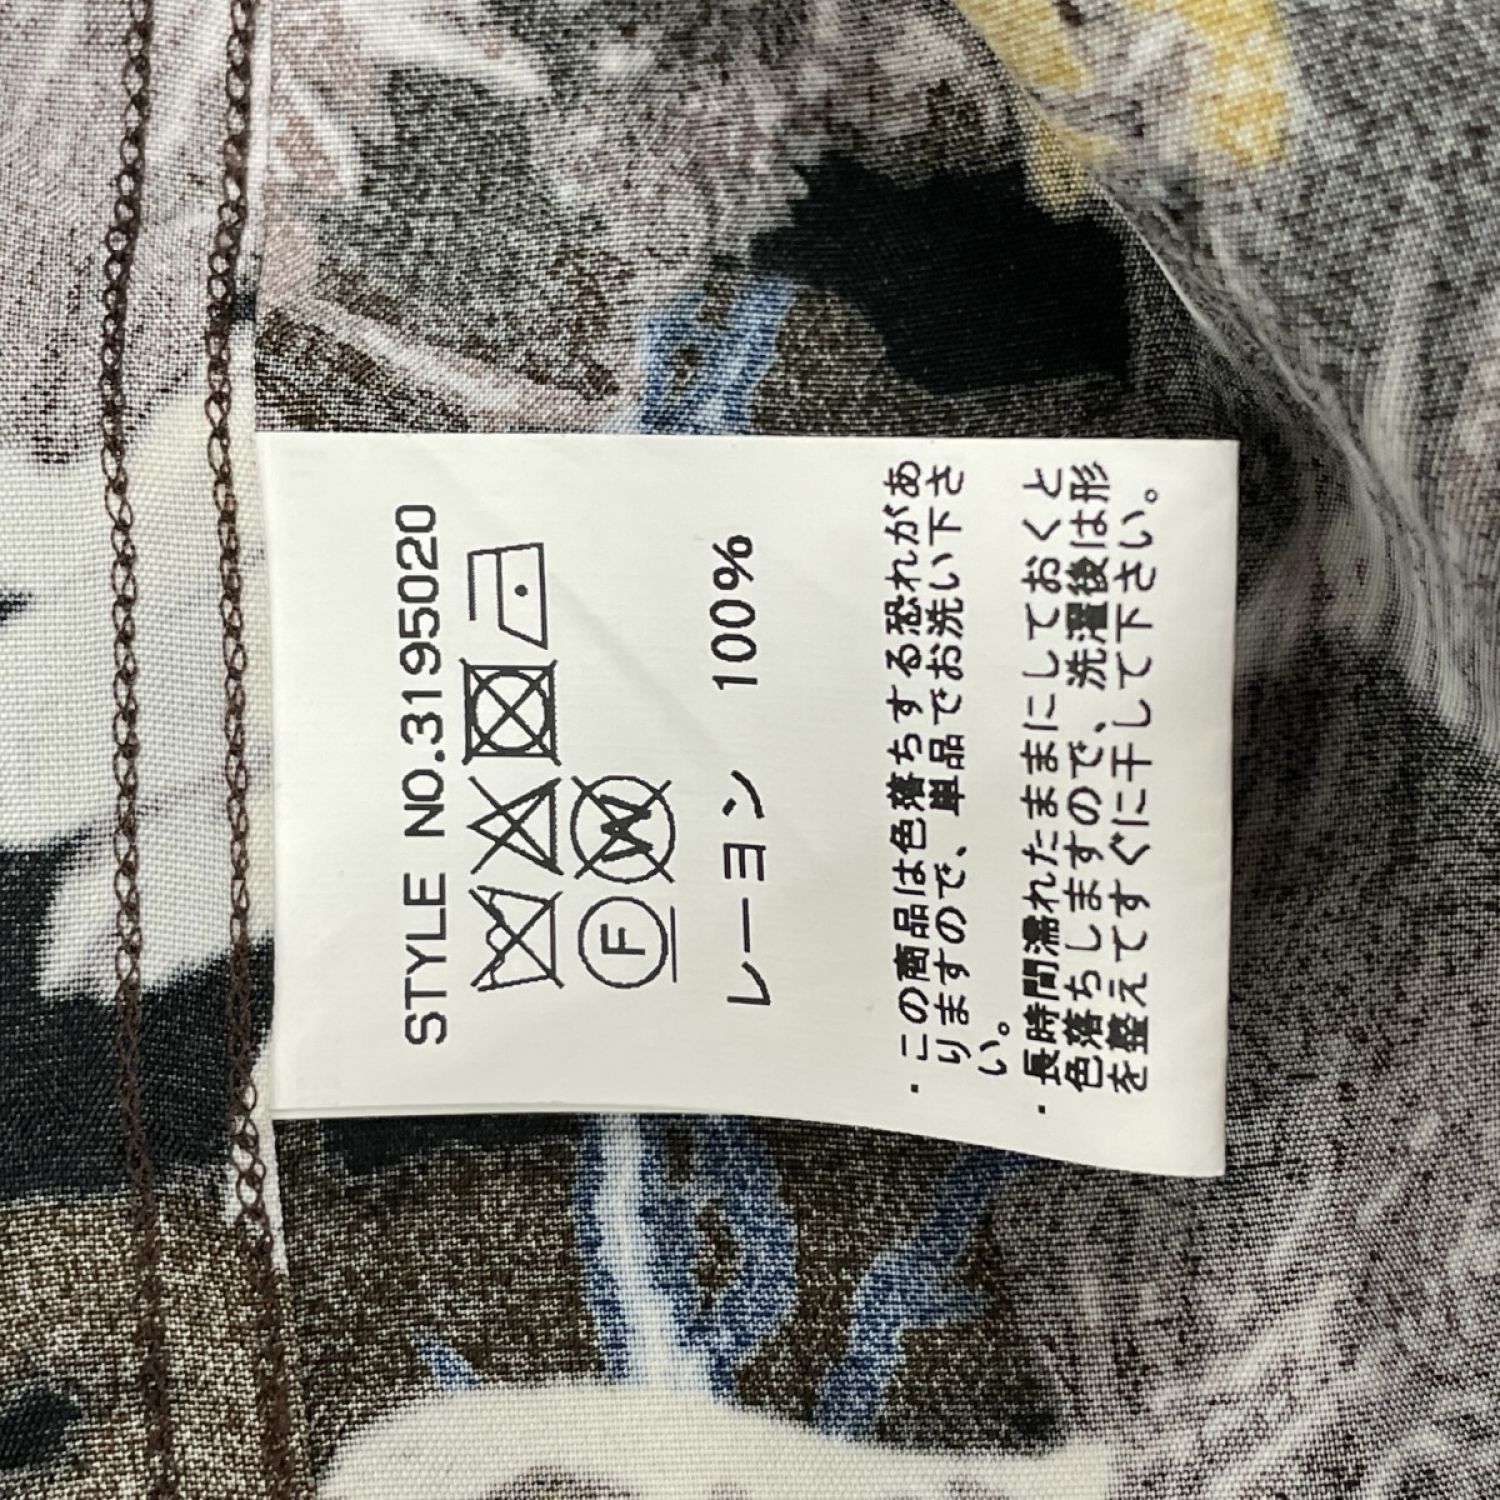 STYLE NO.3195020
F W
レーヨン 100%
・この商品は色落ちする恐れがあ
りますので、単品でお洗い下さ
い。
・長時間濡れたままにしておくと
色落ちしますので、洗濯後は形
を整えてすぐに干して下さい。